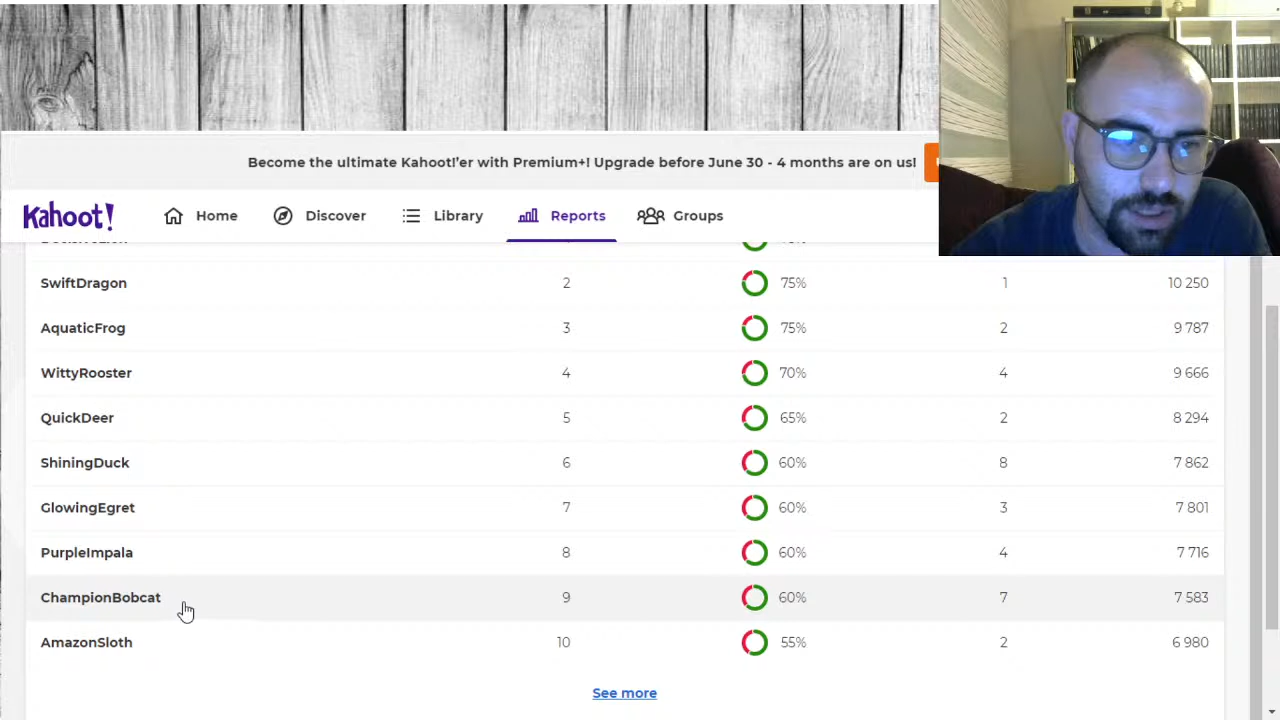 Become the ultimate Kahoot!'er with Premium+! Upgrade before June 30 - 4 months are on us!
Kahoot! Home Discover Library Reports Groups
SwiftDragon 2 75% 1 10 250
AquaticFrog 3 75% 2 9 787
WittyRooster 4 70% 4 9 666
QuickDeer 5 65% 2 8 294
ShiningDuck 6 60% 8 7 862
GlowingEgret 7 60% 3 7 801
PurpleImpala 8 60% 4 7 716
ChampionBobcat 9 60% 7 7 583
AmazonSloth 10 55% 2 6 980
See more